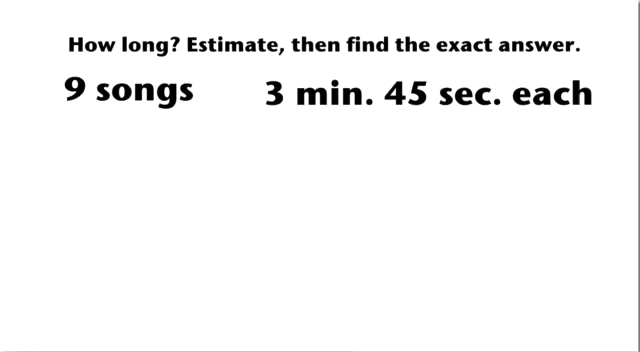 How long? Estimate, then find the exact answer.
9 songs 3 min. 45 sec. each